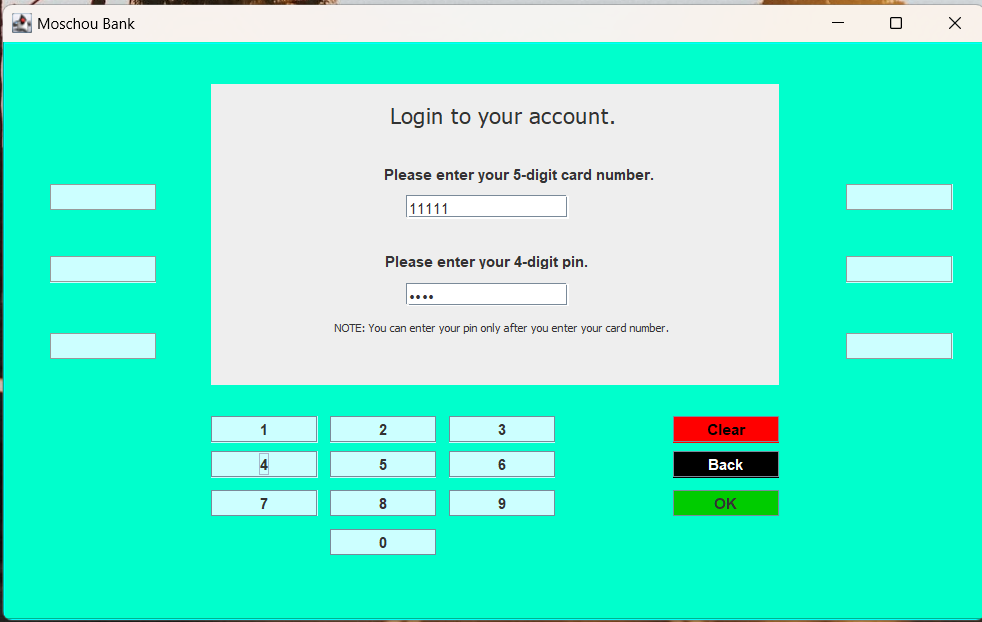 Moschou Bank
Login to your account.
Please enter your 5-digit card number.
11111
Please enter your 4-digit pin.
••••
NOTE: You can enter your pin only after you enter your card number.
1 2 3 Clear
4 5 6 Back
7 8 9 OK
0